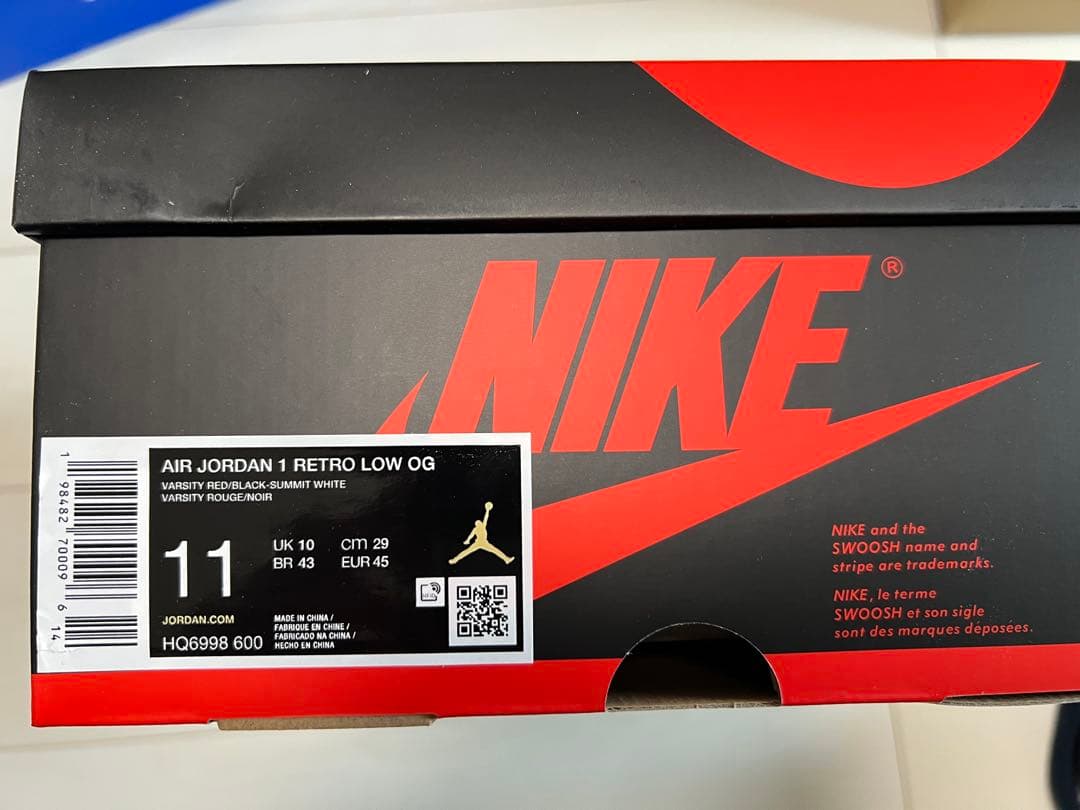 NIKE®
NIKE and the
SWOOSH name and
stripe are trademarks.
NIKE, le terme
SWOOSH et son sigle
sont des marques déposées.
AIR JORDAN 1 RETRO LOW OG
VARSITY RED/BLACK-SUMMIT WHITE
VARSITY ROUGE/NOIR
11
UK 10 cm 29
BR 43 EUR 45
JORDAN.COM
HQ6998 600
MADE IN CHINA /
FABRIQUE EN CHINE /
FABRICADO NA CHINA /
HECHO EN CHINA
1 98482 70009 6 14